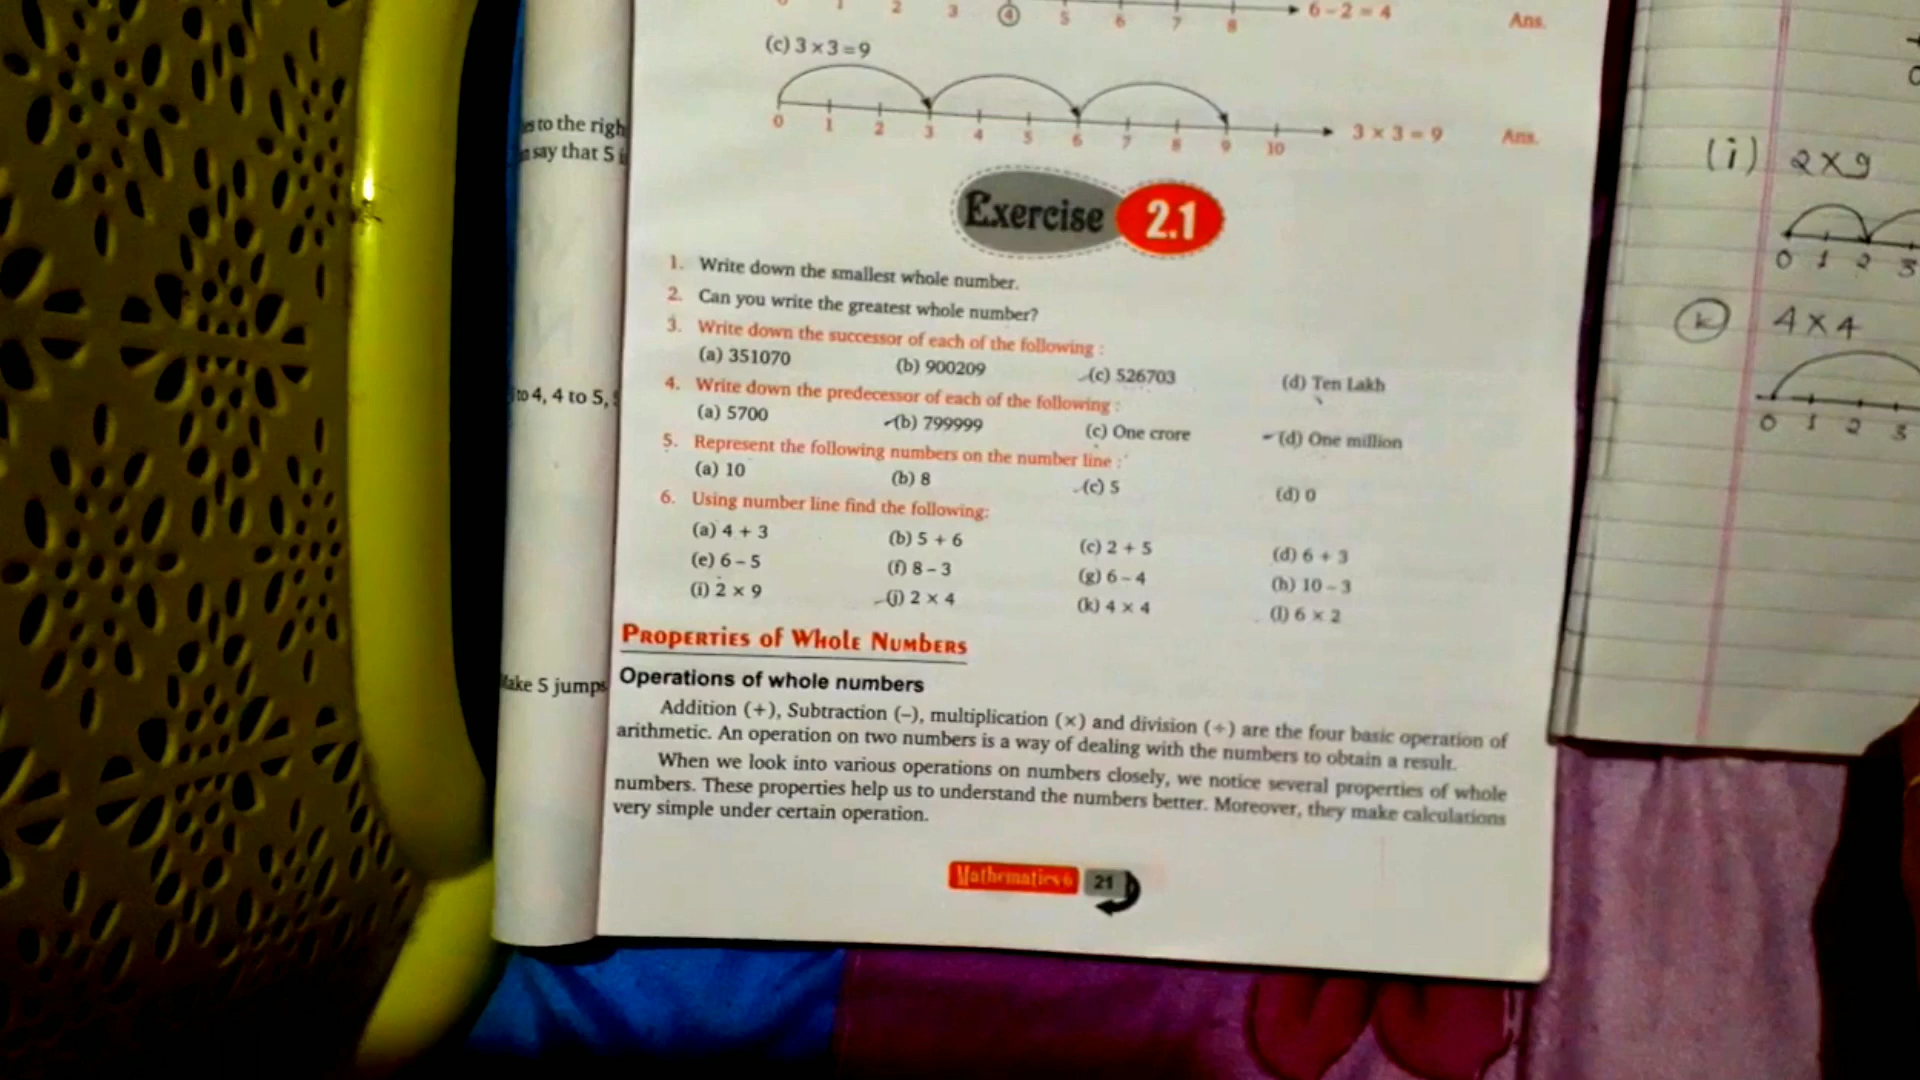 0 1 2 3 4 5 6 7 8 6 – 2 = 4 Ans.
(c) 3 × 3 = 9
0 1 2 3 4 5 6 7 8 9 10 3 × 3 = 9 Ans.
Exercise 2.1
1. Write down the smallest whole number.
2. Can you write the greatest whole number?
3. Write down the successor of each of the following :
(a) 351070 (b) 900209 (c) 526703 (d) Ten Lakh
4. Write down the predecessor of each of the following :
(a) 5700 (b) 799999 (c) One crore (d) One million
5. Represent the following numbers on the number line :
(a) 10 (b) 8 (c) 5 (d) 0
6. Using number line find the following:
(a) 4 + 3 (b) 5 + 6 (c) 2 + 5 (d) 6 + 3
(e) 6 – 5 (f) 8 – 3 (g) 6 – 4 (h) 10 – 3
(i) 2 × 9 (j) 2 × 4 (k) 4 × 4 (l) 6 × 2
Properties of Whole Numbers
Operations of whole numbers
Addition (+), Subtraction (–), multiplication (×) and division (÷) are the four basic operation of
arithmetic. An operation on two numbers is a way of dealing with the numbers to obtain a result.
When we look into various operations on numbers closely, we notice several properties of whole
numbers. These properties help us to understand the numbers better. Moreover, they make calculations
very simple under certain operation.
Mathematics-6 21
to the righ
say that 5
to 4, 4 to 5,
Make 5 jumps
(i) 2 × 9
0 1 2 3
(k) 4 × 4
0 1 2 3